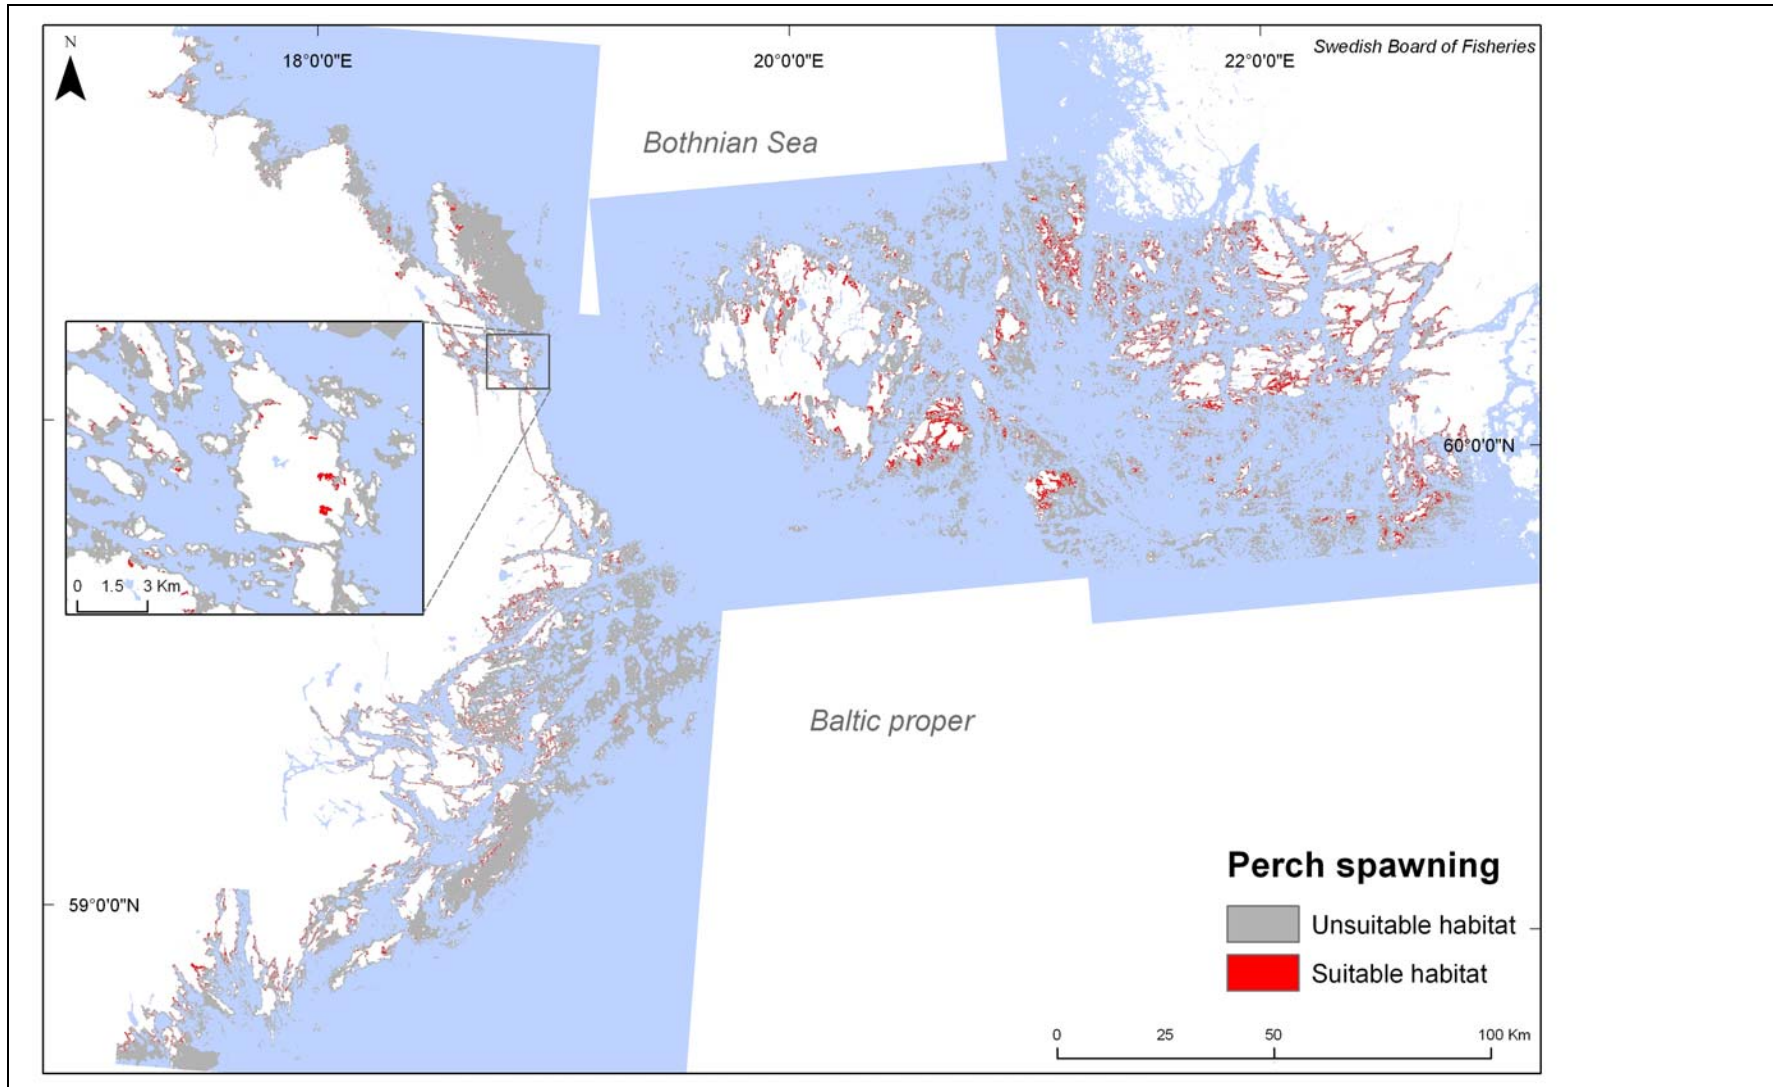 N
18°0'0"E
20°0'0"E
22°0'0"E
Swedish Board of Fisheries
Bothnian Sea
60°0'0"N
0 1.5 3 Km
Baltic proper
59°0'0"N
Perch spawning
Unsuitable habitat
Suitable habitat
0 25 50 100 Km